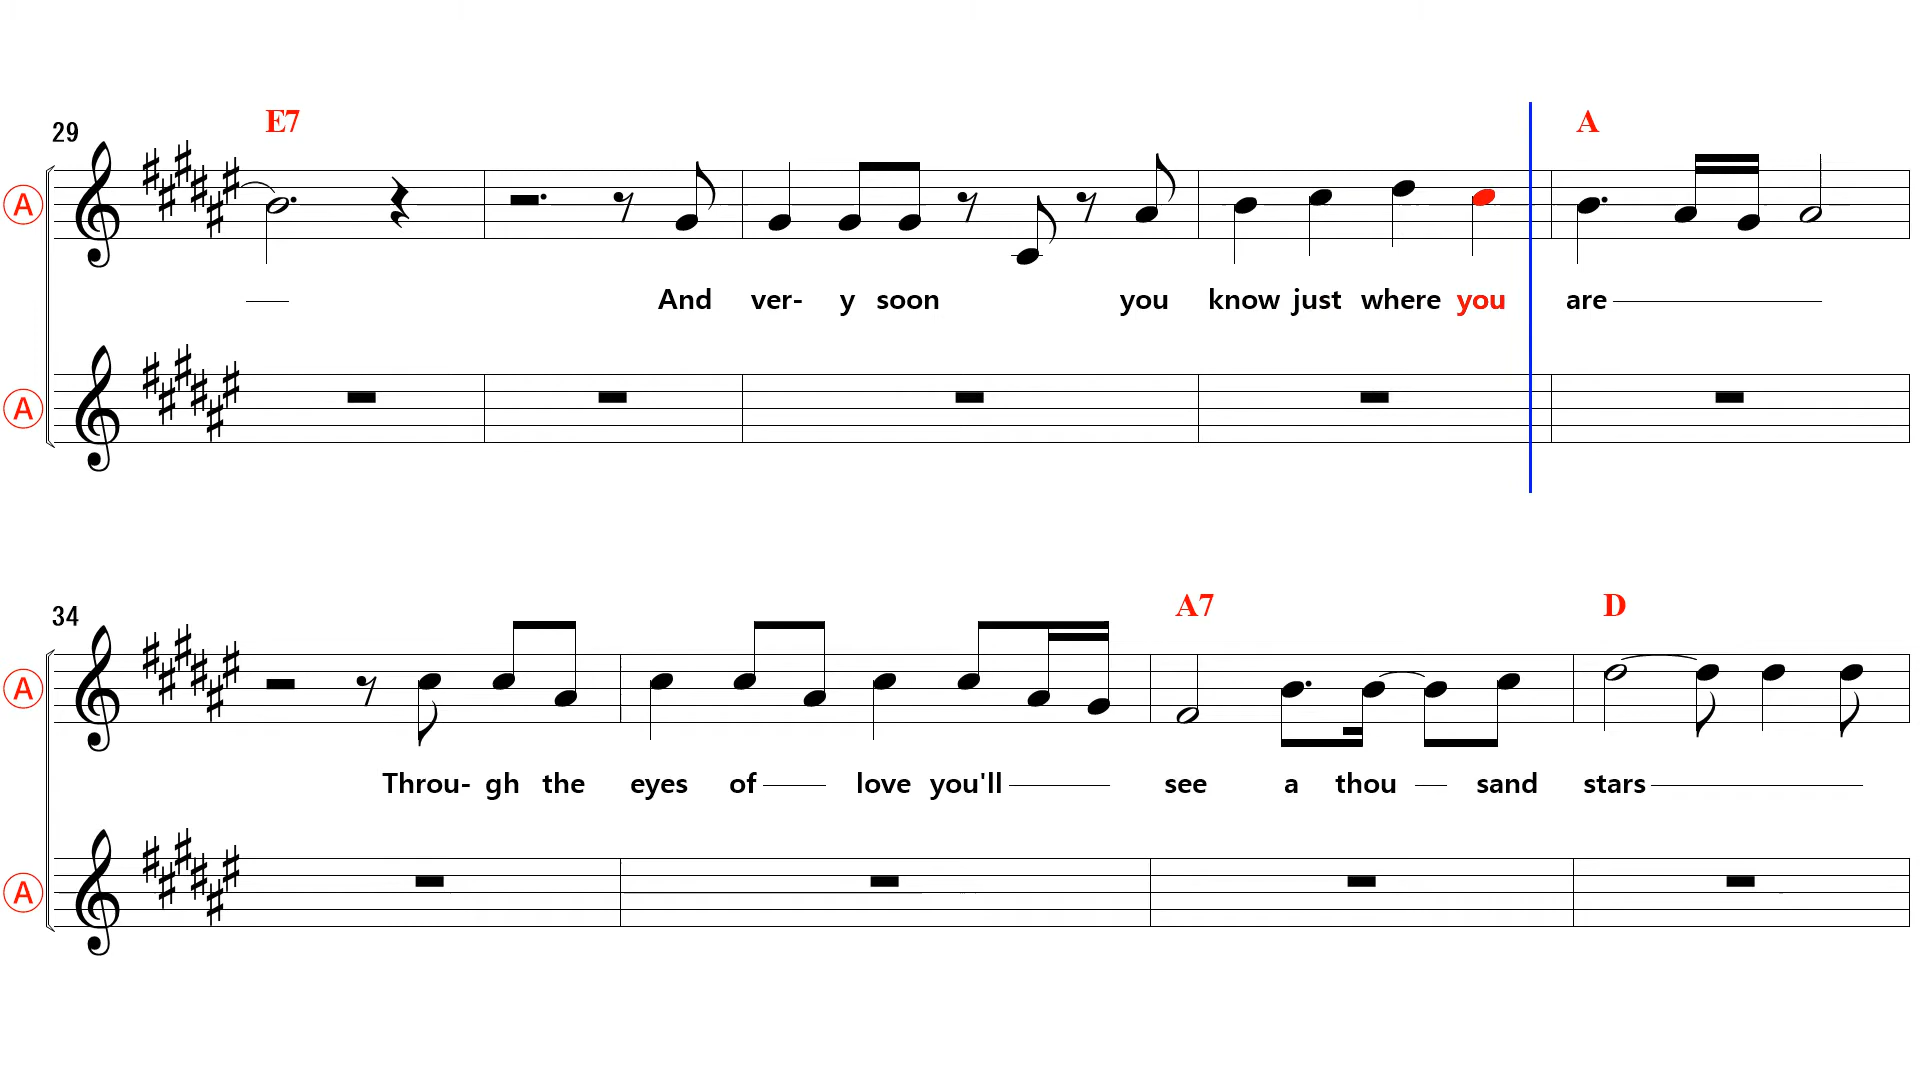 E7 A
29
A
And ver- y soon you know just where you are
A
A7 D
34
A
Throu- gh the eyes of love you'll see a thou sand stars
A